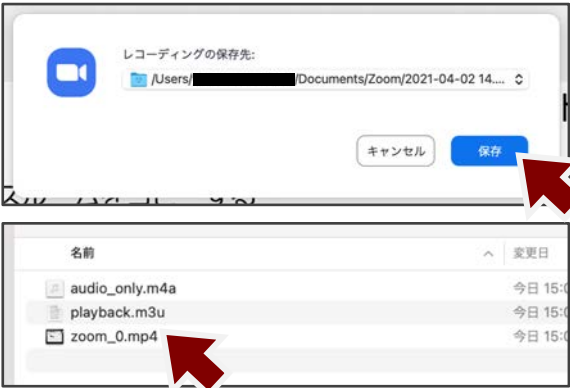 レコーディングの保存先:
/Users/ /Documents/Zoom/2021-04-02 14....
キャンセル 保存
名前 変更日
audio_only.m4a 今日 15:0
playback.m3u 今日 15:0
zoom_0.mp4 今日 15:0